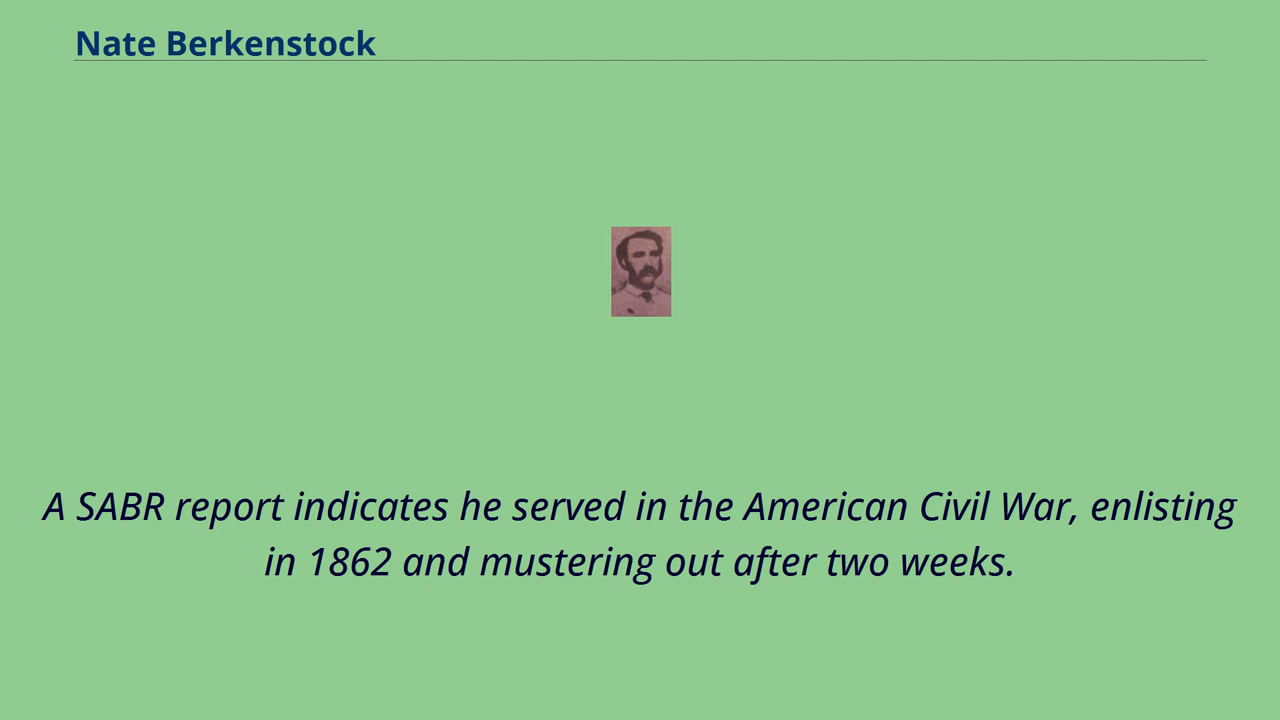 Nate Berkenstock
A SABR report indicates he served in the American Civil War, enlisting
in 1862 and mustering out after two weeks.